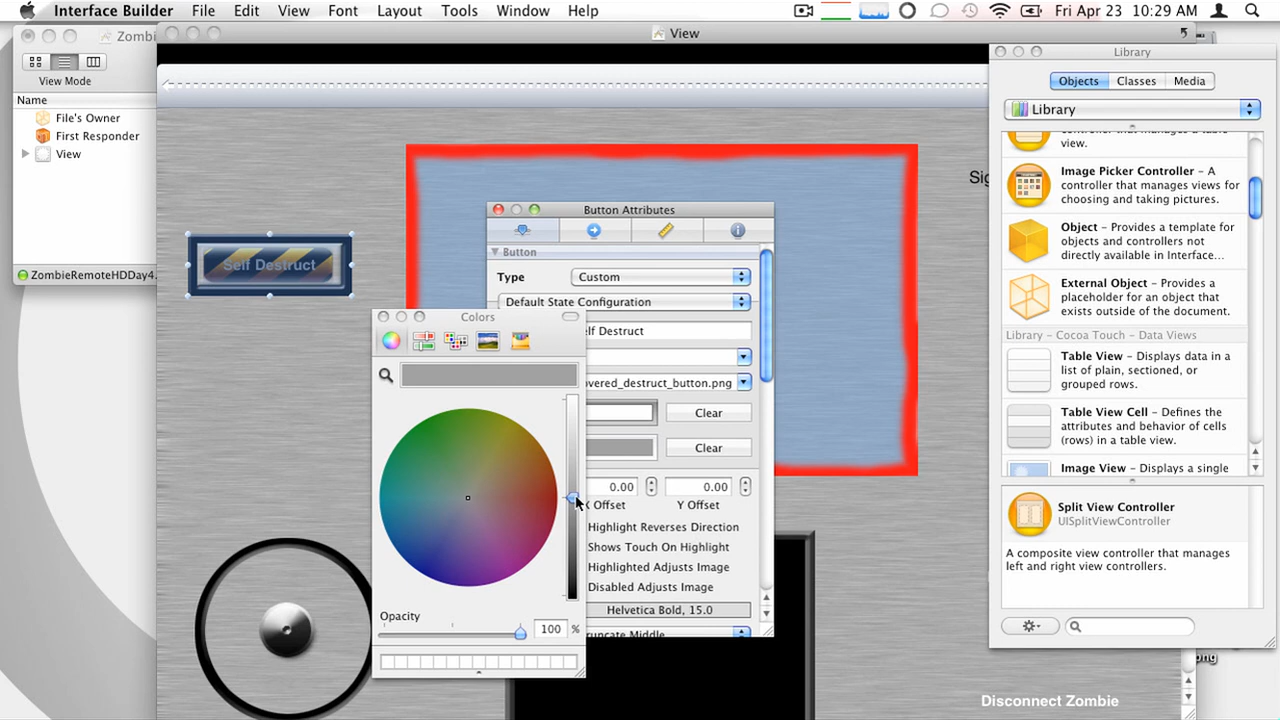 Interface Builder File Edit View Font Layout Tools Window Help Fri Apr 23 10:29 AM
Zombi
View
Library
View Mode
Objects Classes Media
Name
Library
File's Owner
First Responder
View
controller that manages a table
view.
Image Picker Controller – A
controller that manages views for
choosing and taking pictures.
Object – Provides a template for
objects and controllers not
directly available in Interface...
External Object – Provides a
placeholder for an object that
exists outside of the document.
Library – Cocoa Touch – Data Views
Table View – Displays data in a
list of plain, sectioned, or
grouped rows.
Table View Cell – Defines the
attributes and behavior of cells
(rows) in a table view.
Image View – Displays a single
Split View Controller
UISplitViewController
A composite view controller that manages
left and right view controllers.
Sig
ZombieRemoteHDDay4.
Self Destruct
Button Attributes
Button
Type Custom
Default State Configuration
elf Destruct
vered_destruct_button.png
Clear
Clear
0.00 0.00
X Offset Y Offset
Highlight Reverses Direction
Shows Touch On Highlight
Highlighted Adjusts Image
Disabled Adjusts Image
Helvetica Bold, 15.0
runcate Middle
Colors
Opacity
100 %
png
Disconnect Zombie